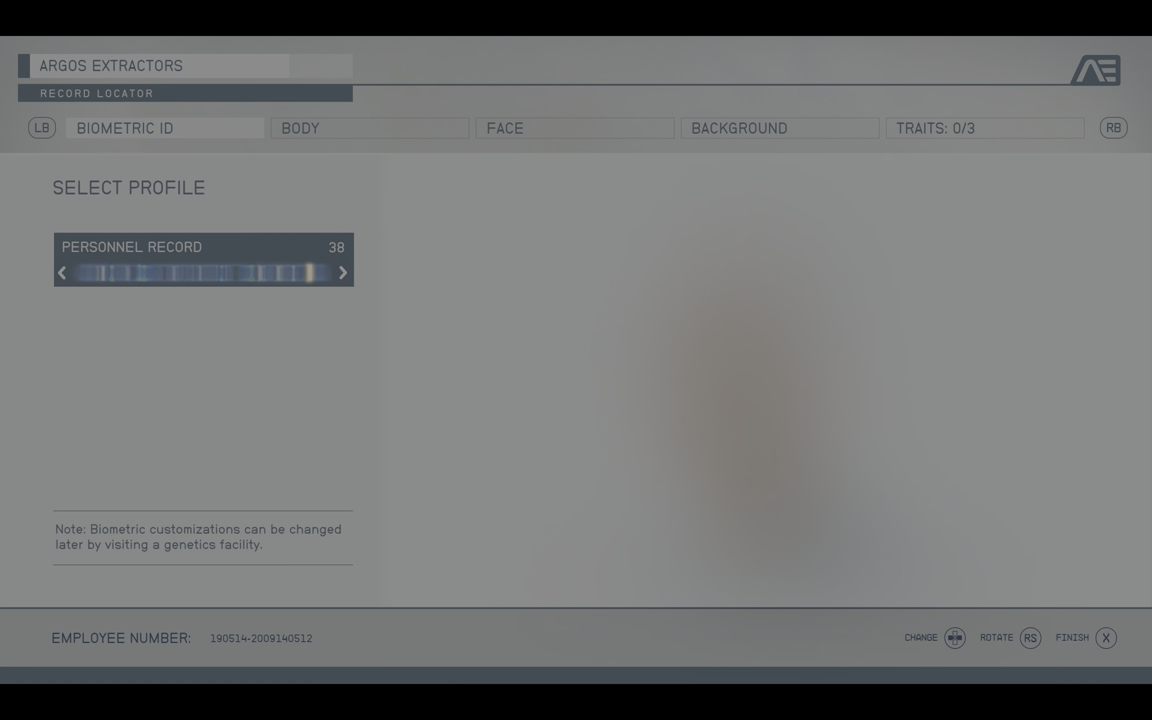 ARGOS EXTRACTORS
RECORD LOCATOR
LB BIOMETRIC ID BODY FACE BACKGROUND TRAITS: 0/3 RB
SELECT PROFILE
PERSONNEL RECORD 38
Note: Biometric customizations can be changed
later by visiting a genetics facility.
EMPLOYEE NUMBER: 190514-2009140512 CHANGE ROTATE RS FINISH X